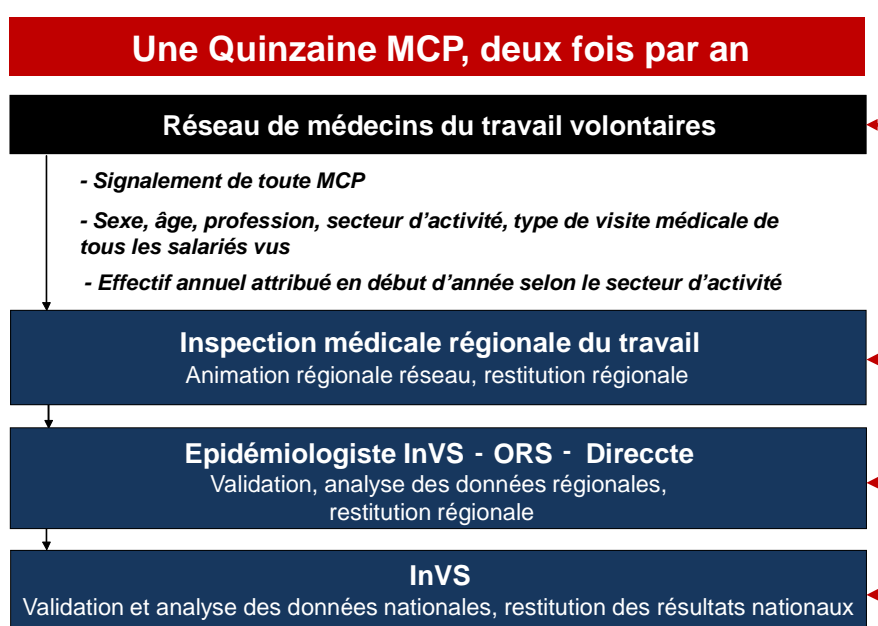 Une Quinzaine MCP, deux fois par an
Réseau de médecins du travail volontaires
- Signalement de toute MCP
- Sexe, âge, profession, secteur d'activité, type de visite médicale de
tous les salariés vus
- Effectif annuel attribué en début d'année selon le secteur d'activité
Inspection médicale régionale du travail
Animation régionale réseau, restitution régionale
Epidémiologiste InVS - ORS - Direccte
Validation, analyse des données régionales,
restitution régionale
InVS
Validation et analyse des données nationales, restitution des résultats nationaux